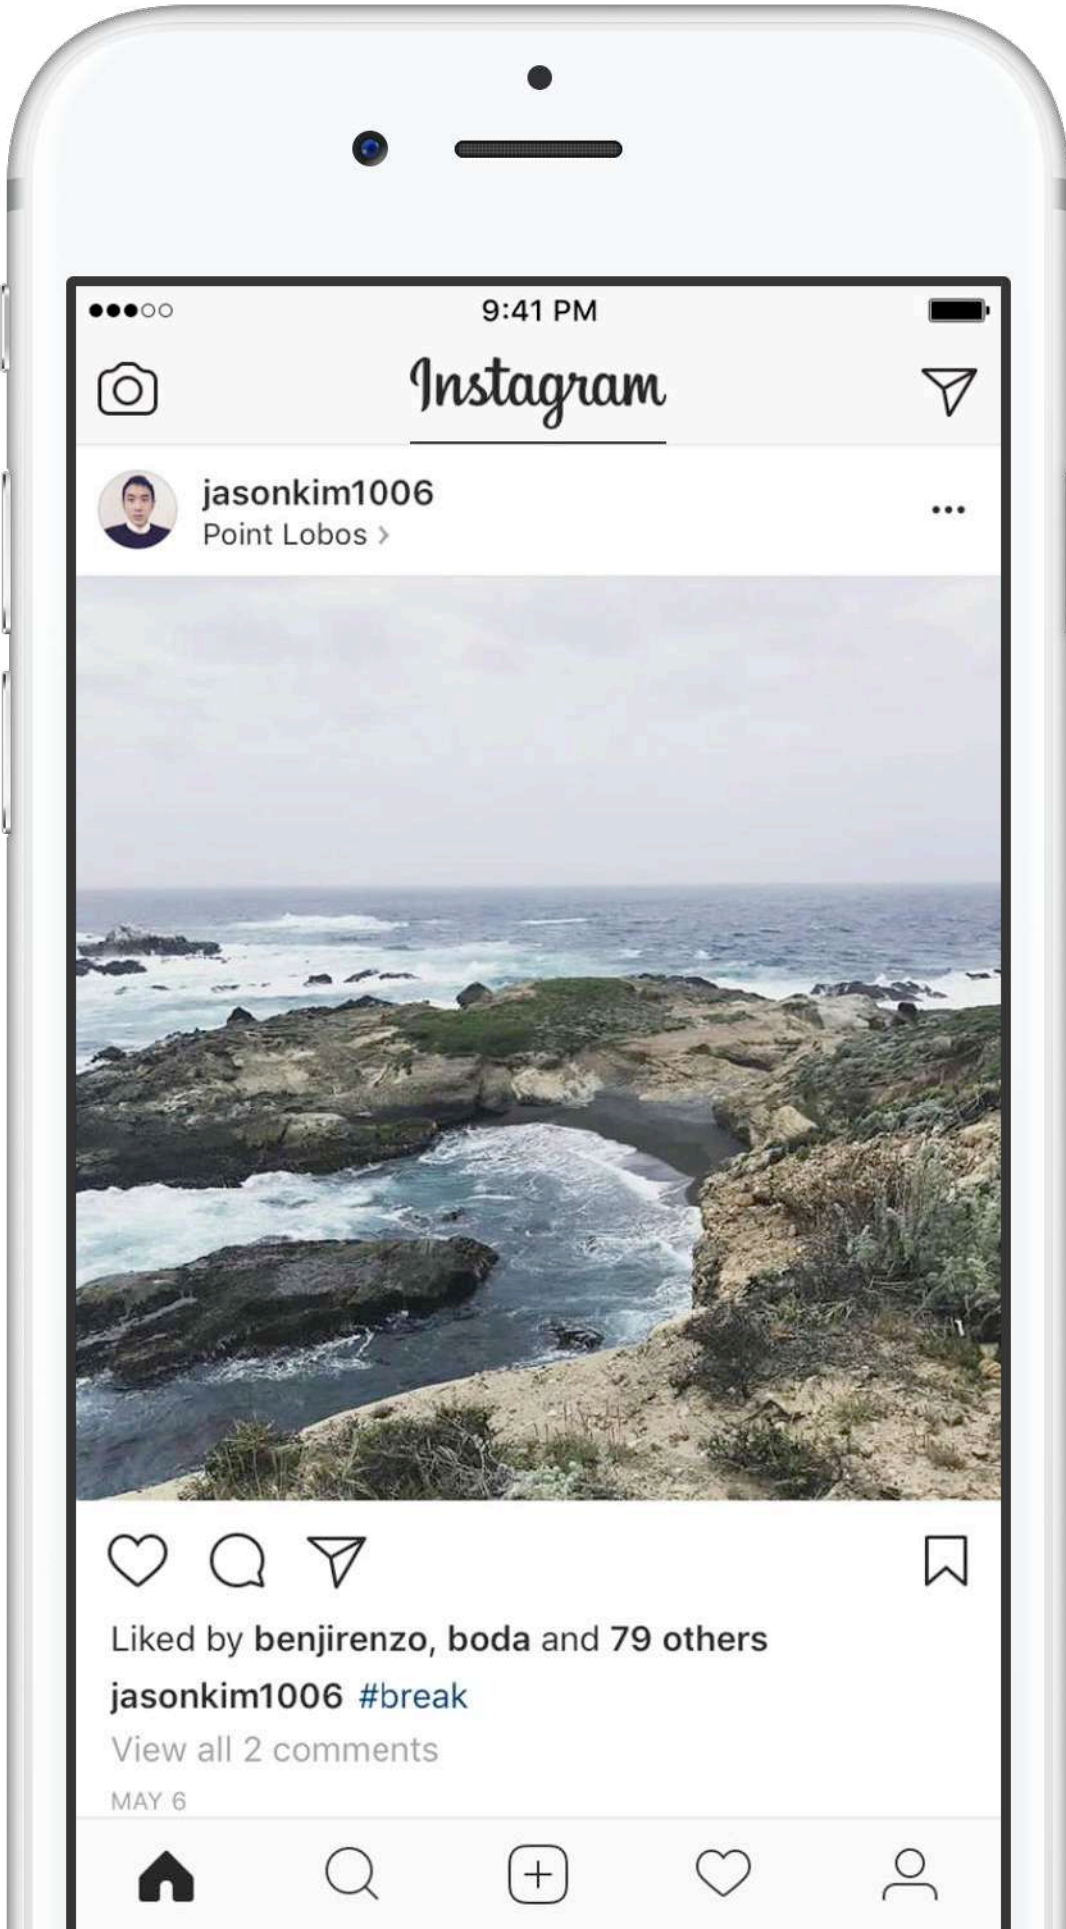 9:41 PM
Instagram
jasonkim1006
Point Lobos >
Liked by benjirenzo, boda and 79 others
jasonkim1006 #break
View all 2 comments
MAY 6